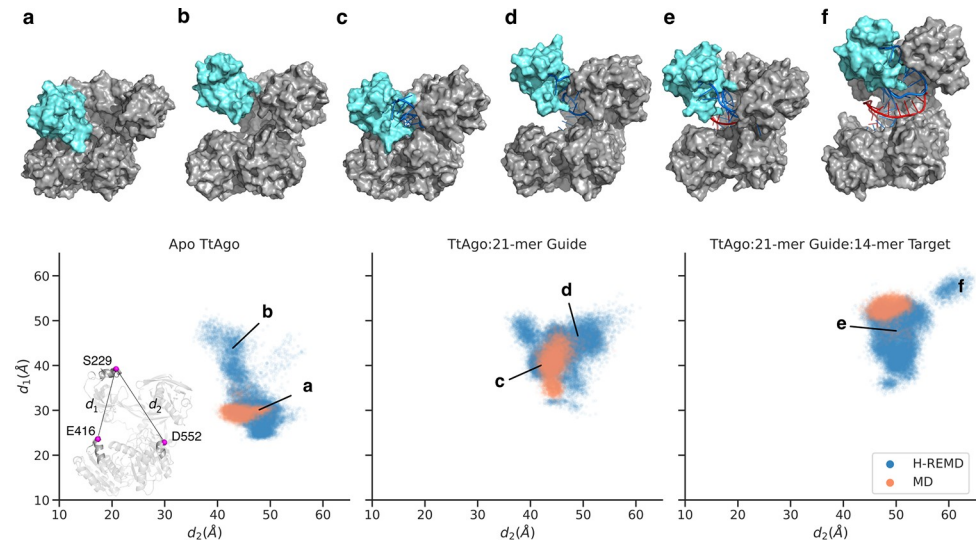 a b c d e f
Apo TtAgo TtAgo:21-mer Guide TtAgo:21-mer Guide:14-mer Target
d1(Å)
60
50
40
30
20
10
S229
d1 d2
E416 D552
b
a
10 20 30 40 50 60
d2(Å)
d
c
10 20 30 40 50 60
d2(Å)
f
e
H-REMD
MD
10 20 30 40 50 60
d2(Å)